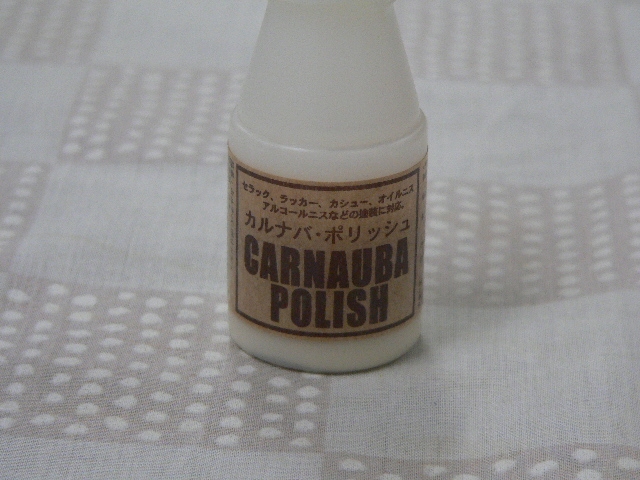 セラック、ラッカー、カシュー、オイルニス
アルコールニスなどの塗装に対応。
カルナバ・ポリッシュ
CARNAUBA
POLISH